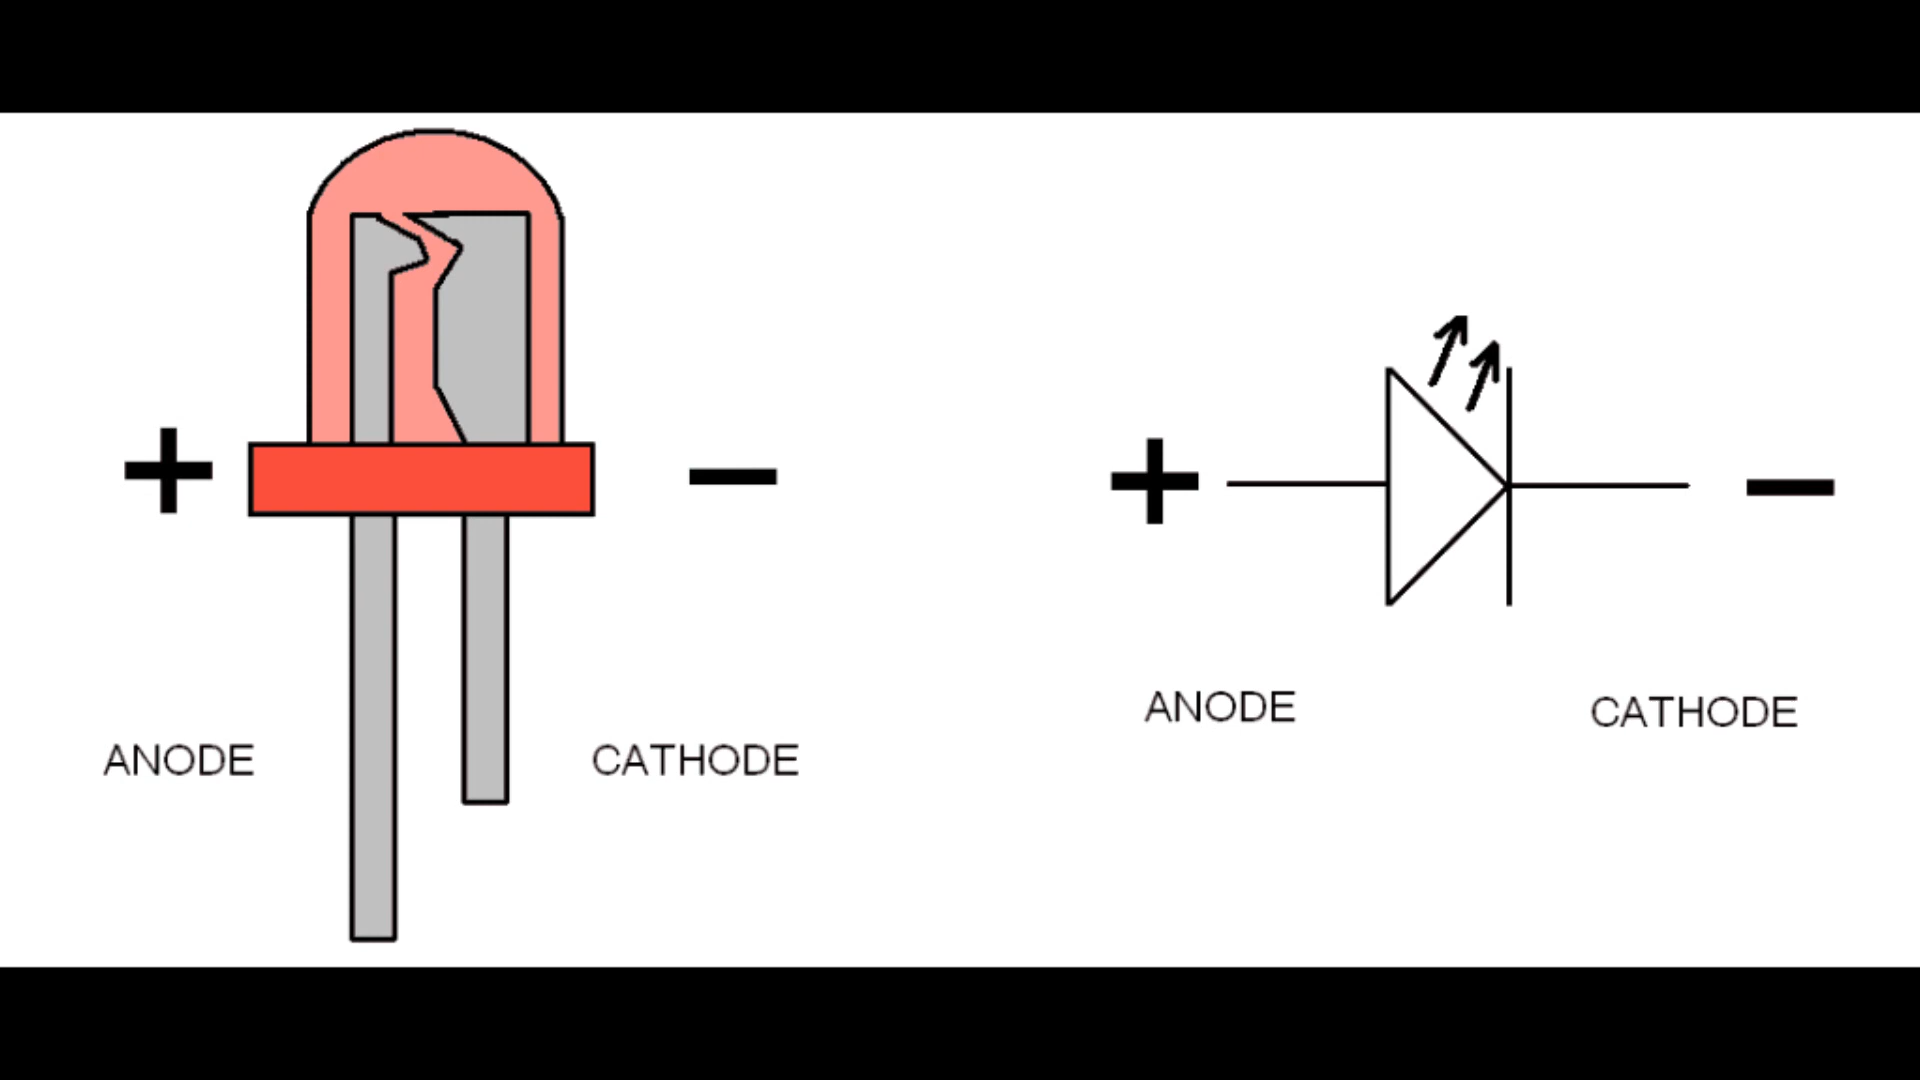 +
−
+
−
ANODE
CATHODE
ANODE
CATHODE